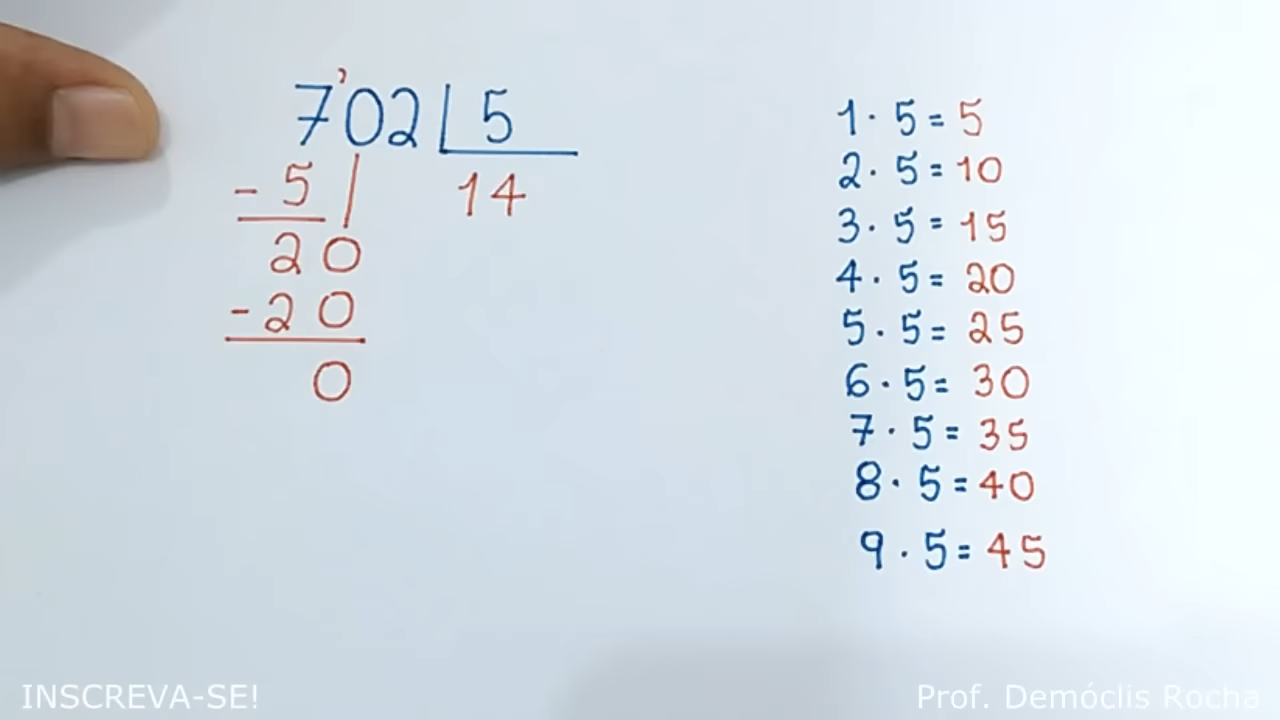 7'02 5
- 5 14
20
-20
0
1 · 5 = 5
2 · 5 = 10
3 · 5 = 15
4 · 5 = 20
5 · 5 = 25
6 · 5 = 30
7 · 5 = 35
8 · 5 = 40
9 · 5 = 45
INSCREVA-SE!
Prof. Demóclis Rocha